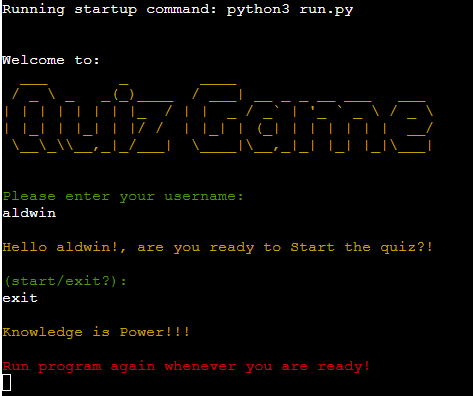 Running startup command: python3 run.py
Welcome to:
Quiz Game
Please enter your username:
aldwin
Hello aldwin!, are you ready to Start the quiz?!
(start/exit?):
exit
Knowledge is Power!!!
Run program again whenever you are ready!